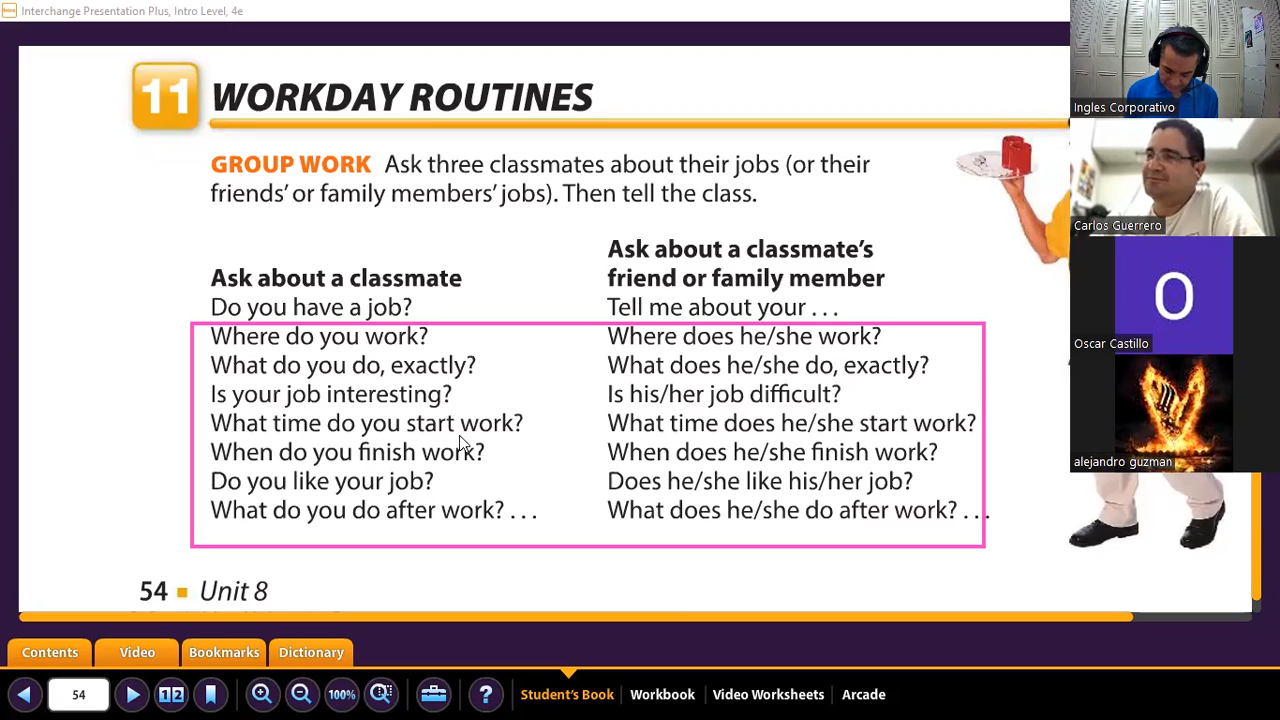 Interchange Presentation Plus, Intro Level, 4e
11 WORKDAY ROUTINES
GROUP WORK Ask three classmates about their jobs (or their
friends' or family members' jobs). Then tell the class.
Ask about a classmate
Do you have a job?
Where do you work?
What do you do, exactly?
Is your job interesting?
What time do you start work?
When do you finish work?
Do you like your job?
What do you do after work? . . .
Ask about a classmate's
friend or family member
Tell me about your . . .
Where does he/she work?
What does he/she do, exactly?
Is his/her job difficult?
What time does he/she start work?
When does he/she finish work?
Does he/she like his/her job?
What does he/she do after work? . . .
54 ■ Unit 8
Ingles Corporativo
Carlos Guerrero
O
Oscar Castillo
alejandro guzman
Contents Video Bookmarks Dictionary
54 1 2 100% ? Student's Book Workbook Video Worksheets Arcade